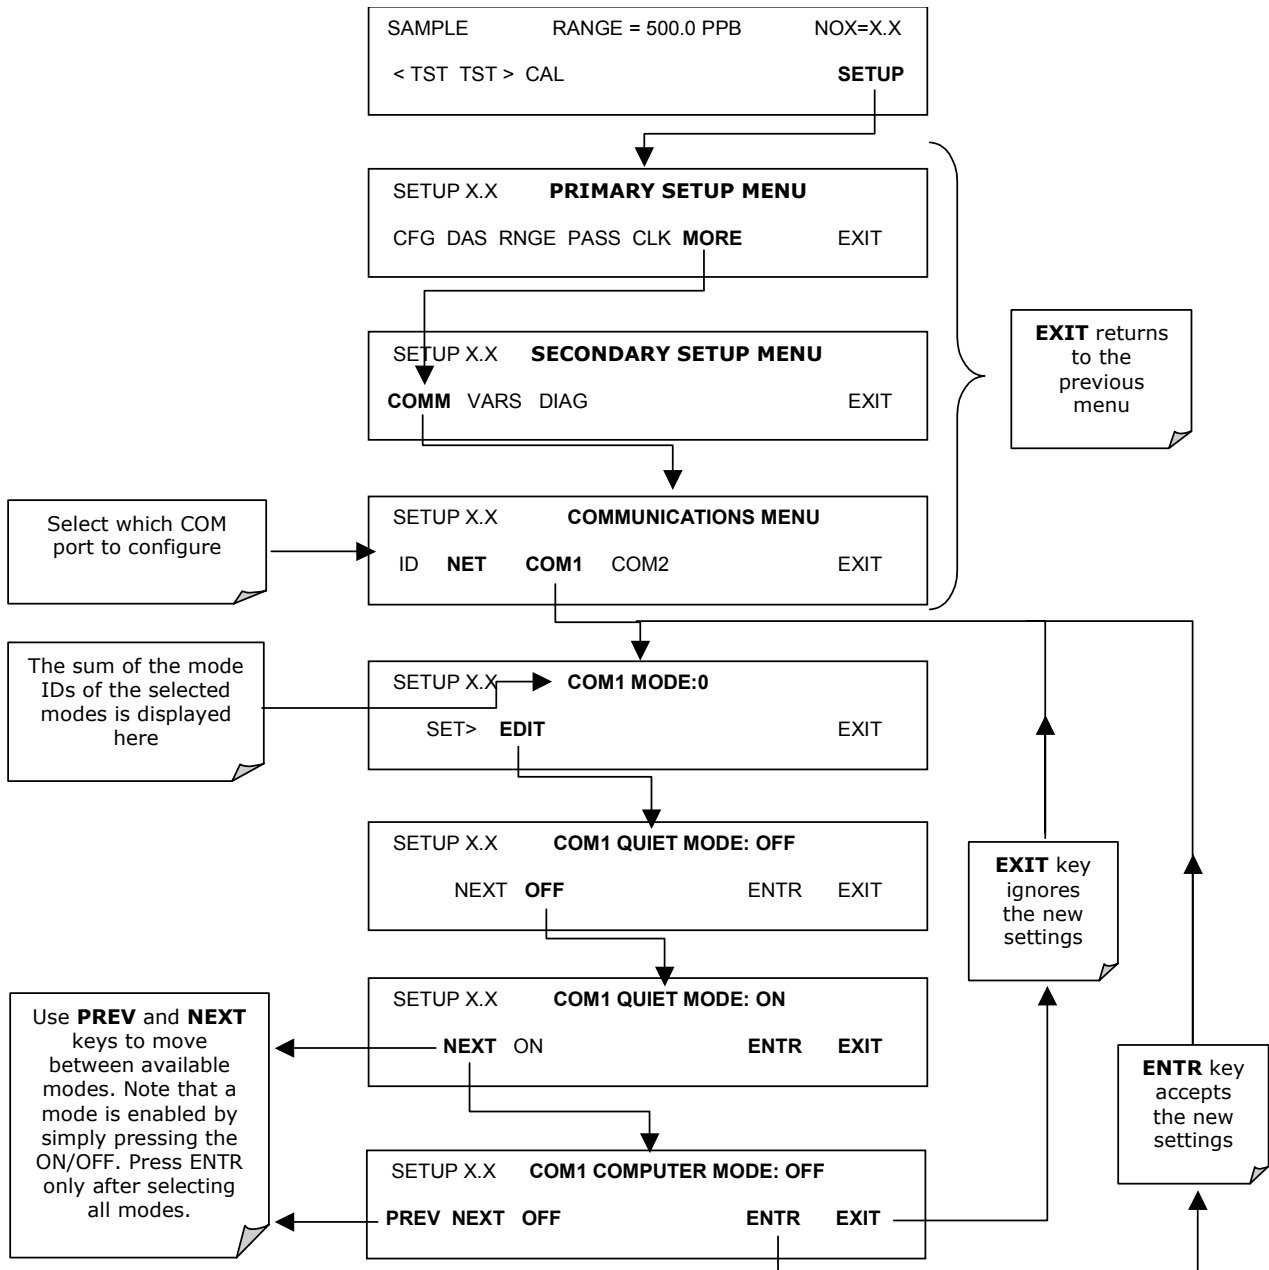 SAMPLE RANGE = 500.0 PPB NOX=X.X
< TST TST > CAL SETUP
SETUP X.X PRIMARY SETUP MENU
CFG DAS RNGE PASS CLK MORE EXIT
SETUP X.X SECONDARY SETUP MENU
COMM VARS DIAG EXIT
EXIT returns
to the
previous
menu
Select which COM
port to configure
SETUP X.X COMMUNICATIONS MENU
ID NET COM1 COM2 EXIT
The sum of the mode
IDs of the selected
modes is displayed
here
SETUP X.X COM1 MODE:0
SET> EDIT EXIT
SETUP X.X COM1 QUIET MODE: OFF
NEXT OFF ENTR EXIT
EXIT key
ignores
the new
settings
SETUP X.X COM1 QUIET MODE: ON
NEXT ON ENTR EXIT
Use PREV and NEXT
keys to move
between available
modes. Note that a
mode is enabled by
simply pressing the
ON/OFF. Press ENTR
only after selecting
all modes.
ENTR key
accepts
the new
settings
SETUP X.X COM1 COMPUTER MODE: OFF
PREV NEXT OFF ENTR EXIT